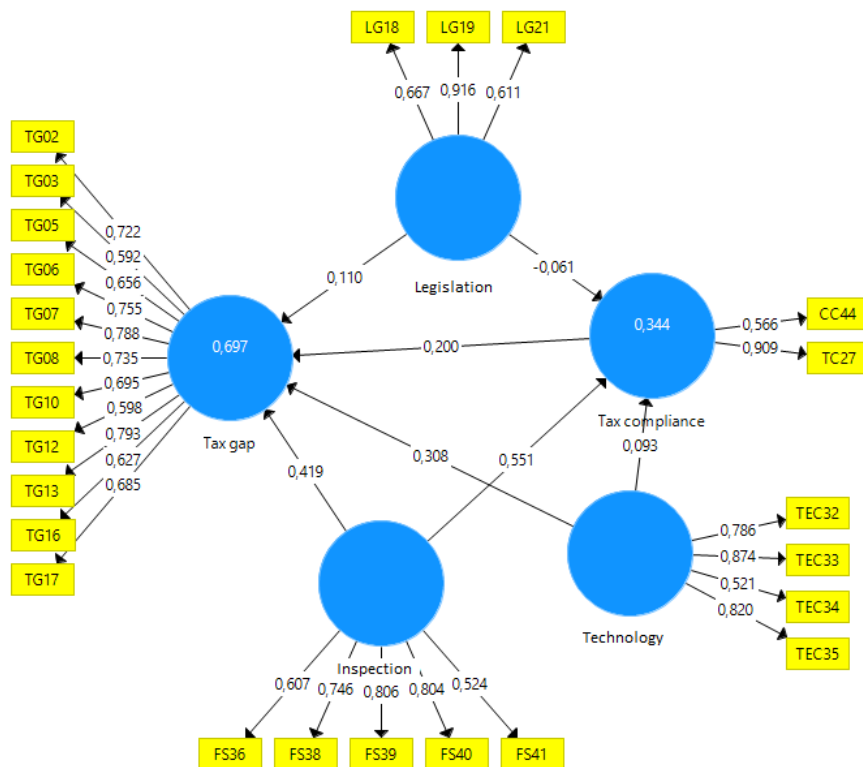 LG18 LG19 LG21
0,667 0,916 0,611
TG02
TG03
TG05
TG06
TG07
TG08
TG10
TG12
TG13
TG16
TG17
0,722
0,592
0,656
0,755
0,788
0,735
0,695
0,598
0,793
0,627
0,685
0,697
Tax gap
Legislation
0,110
-0,061
0,200
0,344
Tax compliance
0,566
0,909
CC44
TC27
0,419
0,308
0,551
0,093
Technology
0,786
0,874
0,521
0,820
TEC32
TEC33
TEC34
TEC35
Inspection
0,607 0,746 0,806 0,804 0,524
FS36 FS38 FS39 FS40 FS41